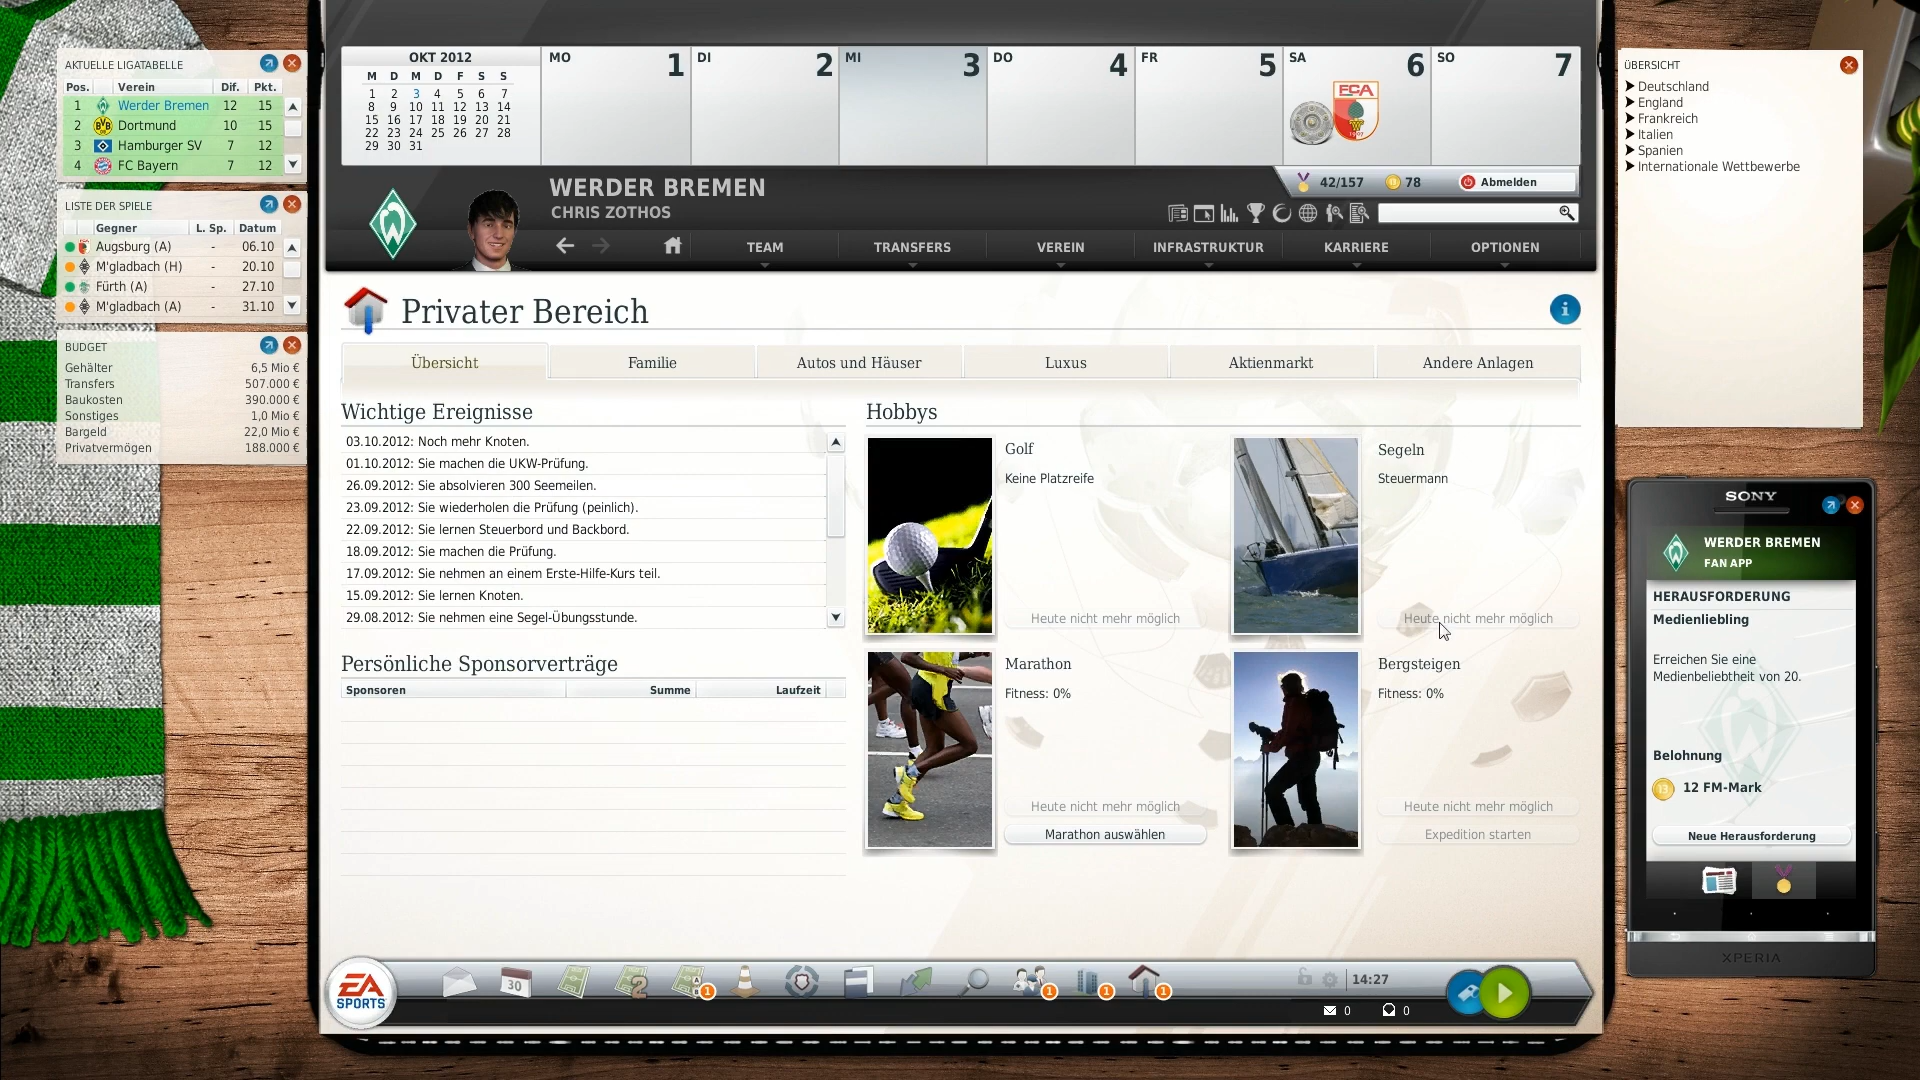 AKTUELLE LIGATABELLE
Pos. Verein Dif. Pkt.
1 Werder Bremen 12 15
2 Dortmund 10 15
3 Hamburger SV 7 12
4 FC Bayern 7 12
LISTE DER SPIELE
Gegner L. Sp. Datum
Augsburg (A) - 06.10
M'gladbach (H) - 20.10
Fürth (A) - 27.10
M'gladbach (A) - 31.10
BUDGET
Gehälter 6,5 Mio €
Transfers 507.000 €
Baukosten 390.000 €
Sonstiges 1,0 Mio €
Bargeld 22,0 Mio €
Privatvermögen 188.000 €
OKT 2012
M D M D F S S
1 2 3 4 5 6 7
8 9 10 11 12 13 14
15 16 17 18 19 20 21
22 23 24 25 26 27 28
29 30 31
MO 1 DI 2 MI 3 DO 4 FR 5 SA 6 SO 7
FCA
1907
WERDER BREMEN
CHRIS ZOTHOS
42/157 78 Abmelden
TEAM TRANSFERS VEREIN INFRASTRUKTUR KARRIERE OPTIONEN
Privater Bereich
Übersicht Familie Autos und Häuser Luxus Aktienmarkt Andere Anlagen
Wichtige Ereignisse
03.10.2012: Noch mehr Knoten.
01.10.2012: Sie machen die UKW-Prüfung.
26.09.2012: Sie absolvieren 300 Seemeilen.
23.09.2012: Sie wiederholen die Prüfung (peinlich).
22.09.2012: Sie lernen Steuerbord und Backbord.
18.09.2012: Sie machen die Prüfung.
17.09.2012: Sie nehmen an einem Erste-Hilfe-Kurs teil.
15.09.2012: Sie lernen Knoten.
29.08.2012: Sie nehmen eine Segel-Übungsstunde.
Persönliche Sponsorverträge
Sponsoren Summe Laufzeit
Hobbys
Golf
Keine Platzreife
Heute nicht mehr möglich
Segeln
Steuermann
Heute nicht mehr möglich
Marathon
Fitness: 0%
Heute nicht mehr möglich
Marathon auswählen
Bergsteigen
Fitness: 0%
Heute nicht mehr möglich
Expedition starten
ÜBERSICHT
Deutschland
England
Frankreich
Italien
Spanien
Internationale Wettbewerbe
SONY
WERDER BREMEN
FAN APP
HERAUSFORDERUNG
Medienliebling
Erreichen Sie eine
Medienbeliebtheit von 20.
Belohnung
13 12 FM-Mark
Neue Herausforderung
XPERIA
EA
SPORTS
30
2
1
1
1
1
14:27
0 0